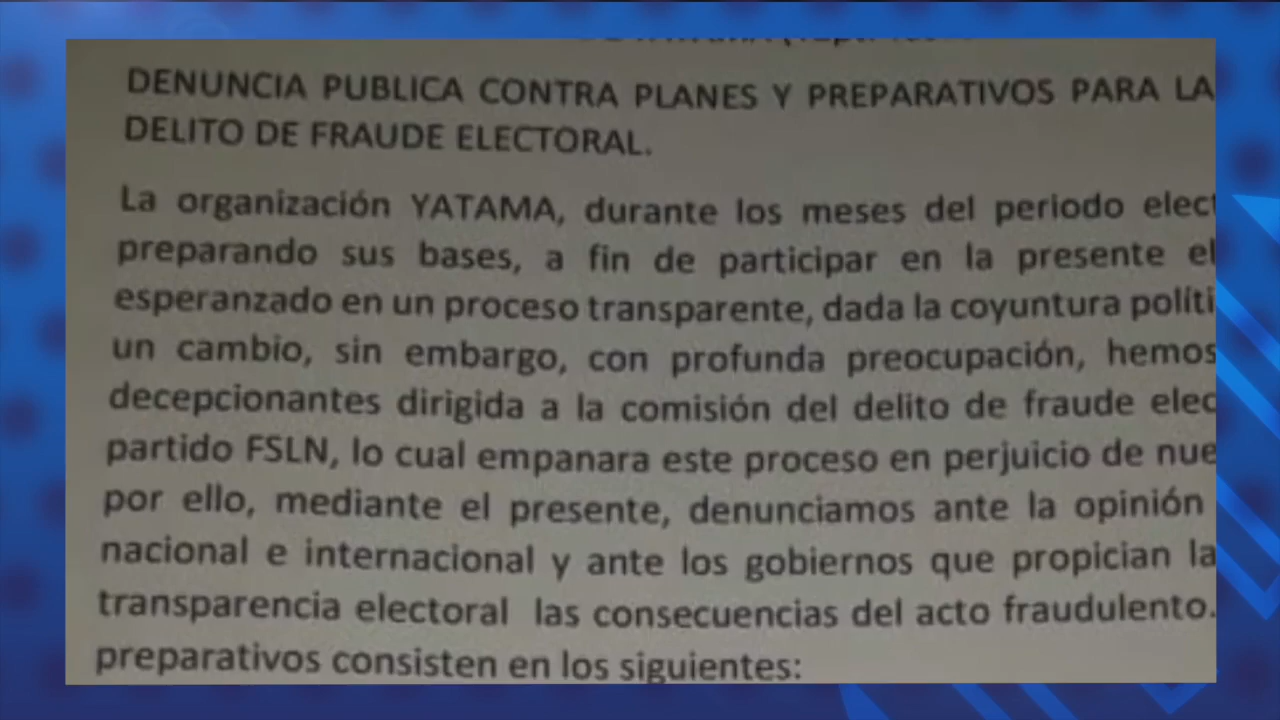 DENUNCIA PUBLICA CONTRA PLANES Y PREPARATIVOS PARA LA
DELITO DE FRAUDE ELECTORAL.
La organización YATAMA, durante los meses del periodo elect
preparando sus bases, a fin de participar en la presente el
esperanzado en un proceso transparente, dada la coyuntura políti
un cambio, sin embargo, con profunda preocupación, hemos
decepcionantes dirigida a la comisión del delito de fraude elec
partido FSLN, lo cual empanara este proceso en perjuicio de nue
por ello, mediante el presente, denunciamos ante la opinión
nacional e internacional y ante los gobiernos que propician la
transparencia electoral las consecuencias del acto fraudulento.
preparativos consisten en los siguientes: